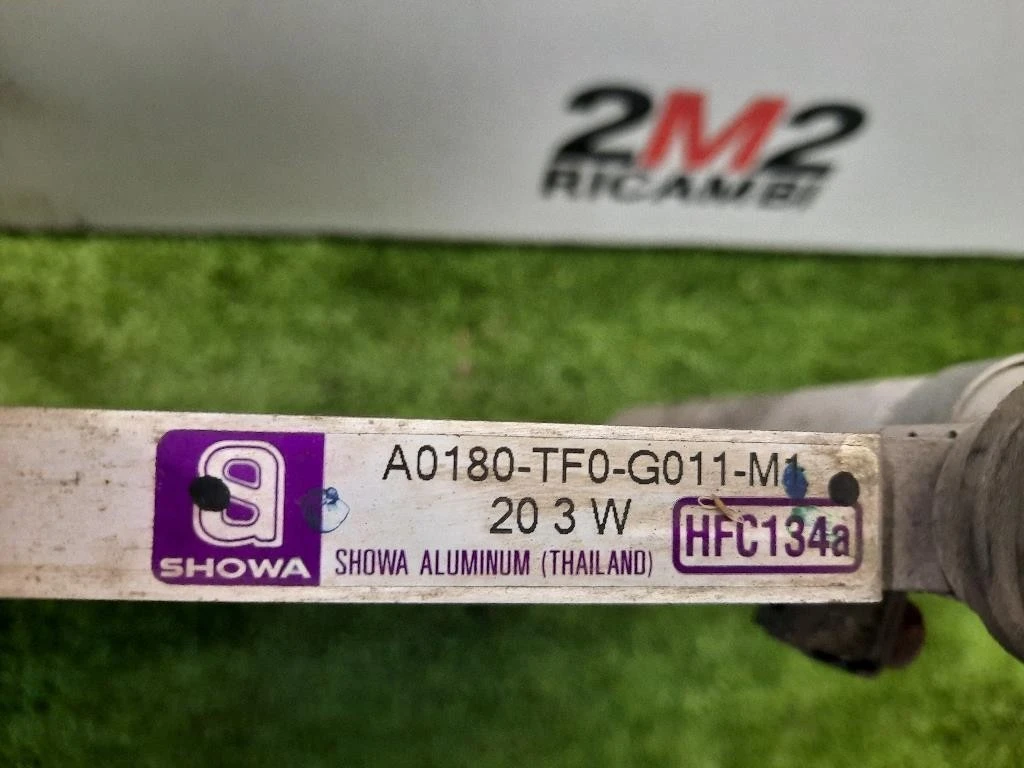 2M2
RICAMBI
A0180-TF0-G011-M1
20 3 W
HFC134a
SHOWA
SHOWA ALUMINUM (THAILAND)